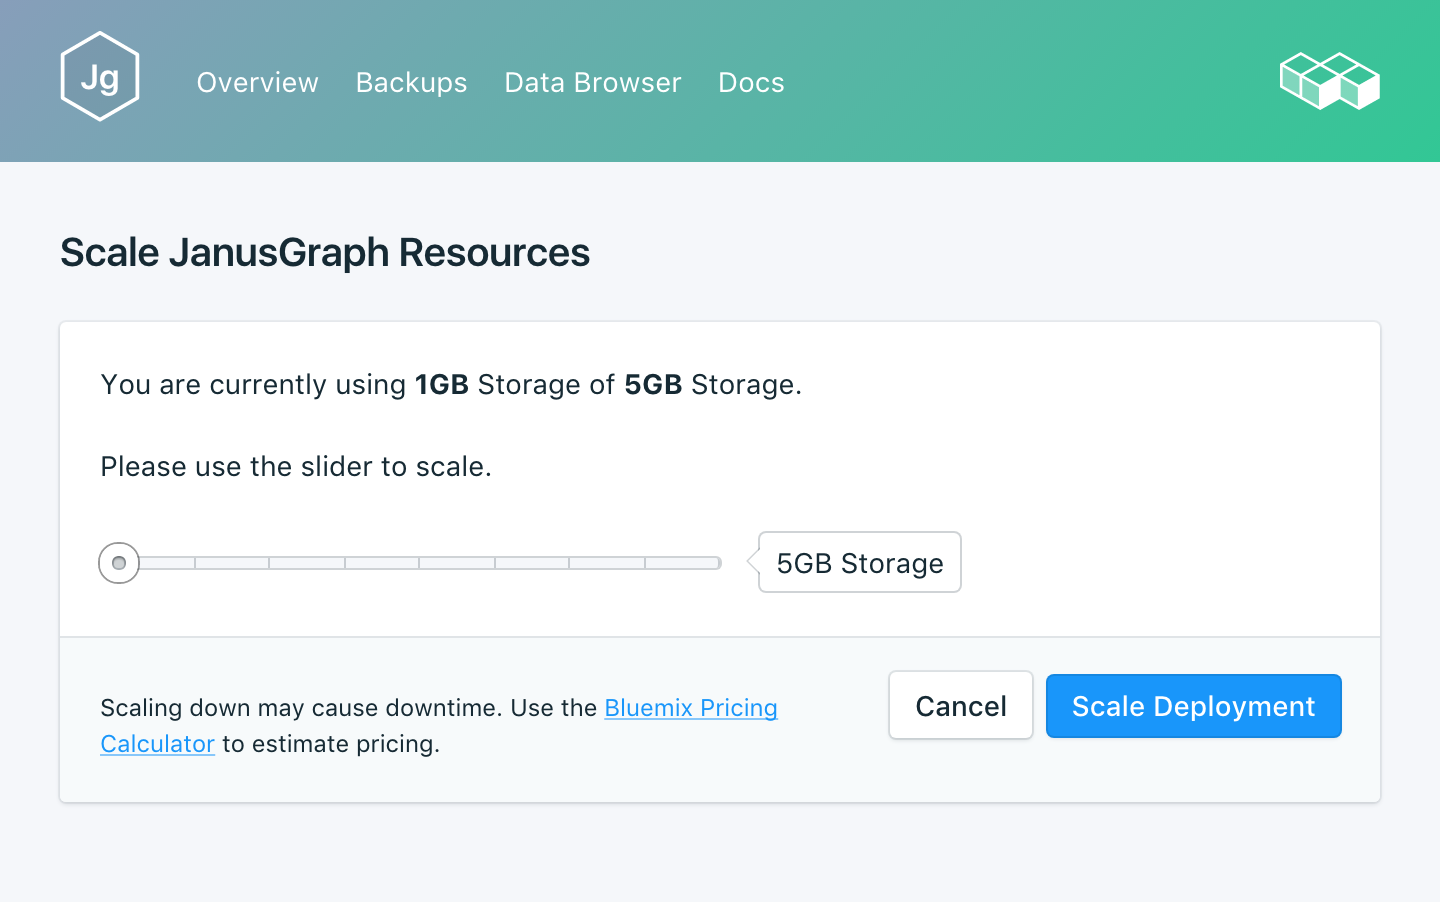 Jg
Overview Backups Data Browser Docs
Scale JanusGraph Resources
You are currently using 1GB Storage of 5GB Storage.
Please use the slider to scale.
5GB Storage
Scaling down may cause downtime. Use the Bluemix Pricing
Calculator to estimate pricing.
Cancel Scale Deployment